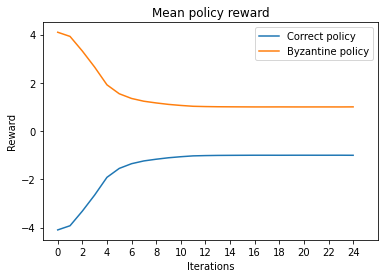 Mean policy reward
Correct policy
Byzantine policy
4
2
0
−2
−4
Reward
0 2 4 6 8 10 12 14 16 18 20 22 24
Iterations